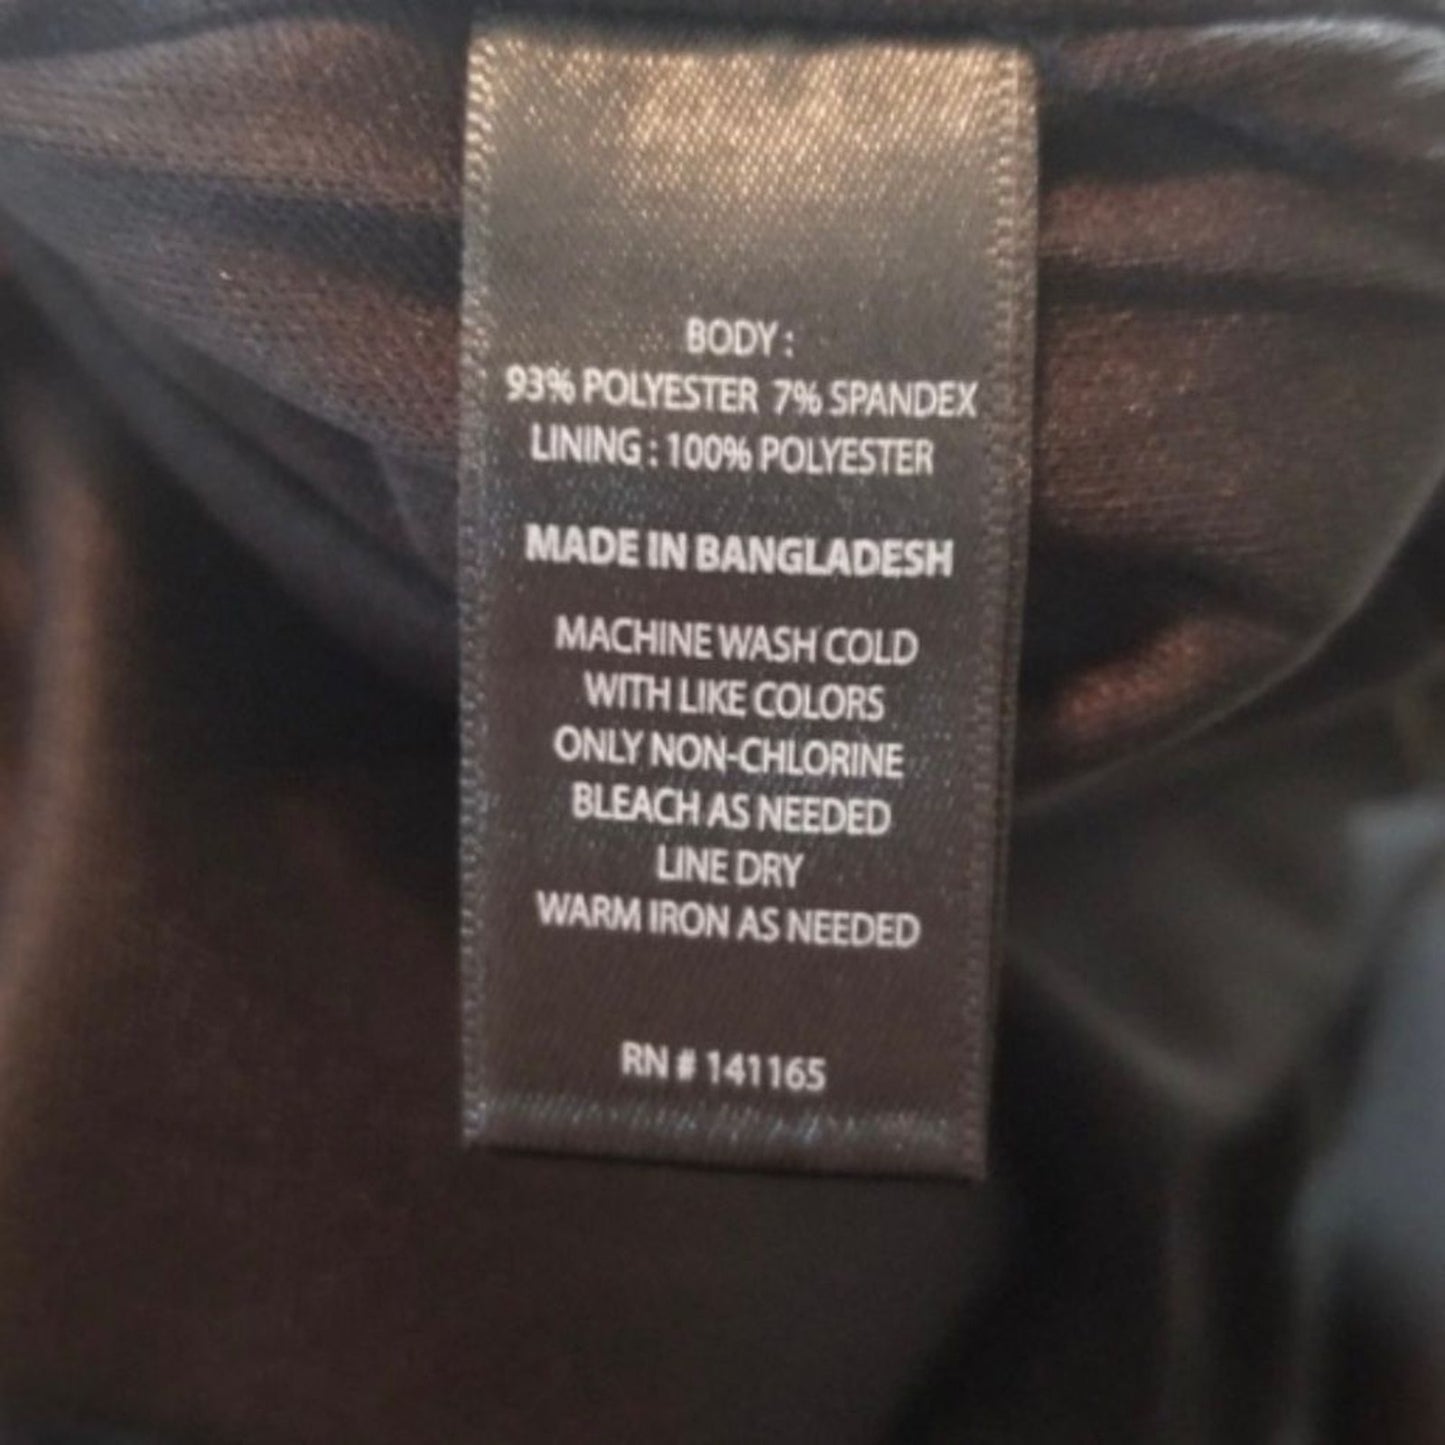 BODY :
93% POLYESTER 7% SPANDEX
LINING : 100% POLYESTER
MADE IN BANGLADESH
MACHINE WASH COLD
WITH LIKE COLORS
ONLY NON-CHLORINE
BLEACH AS NEEDED
LINE DRY
WARM IRON AS NEEDED
RN # 141165